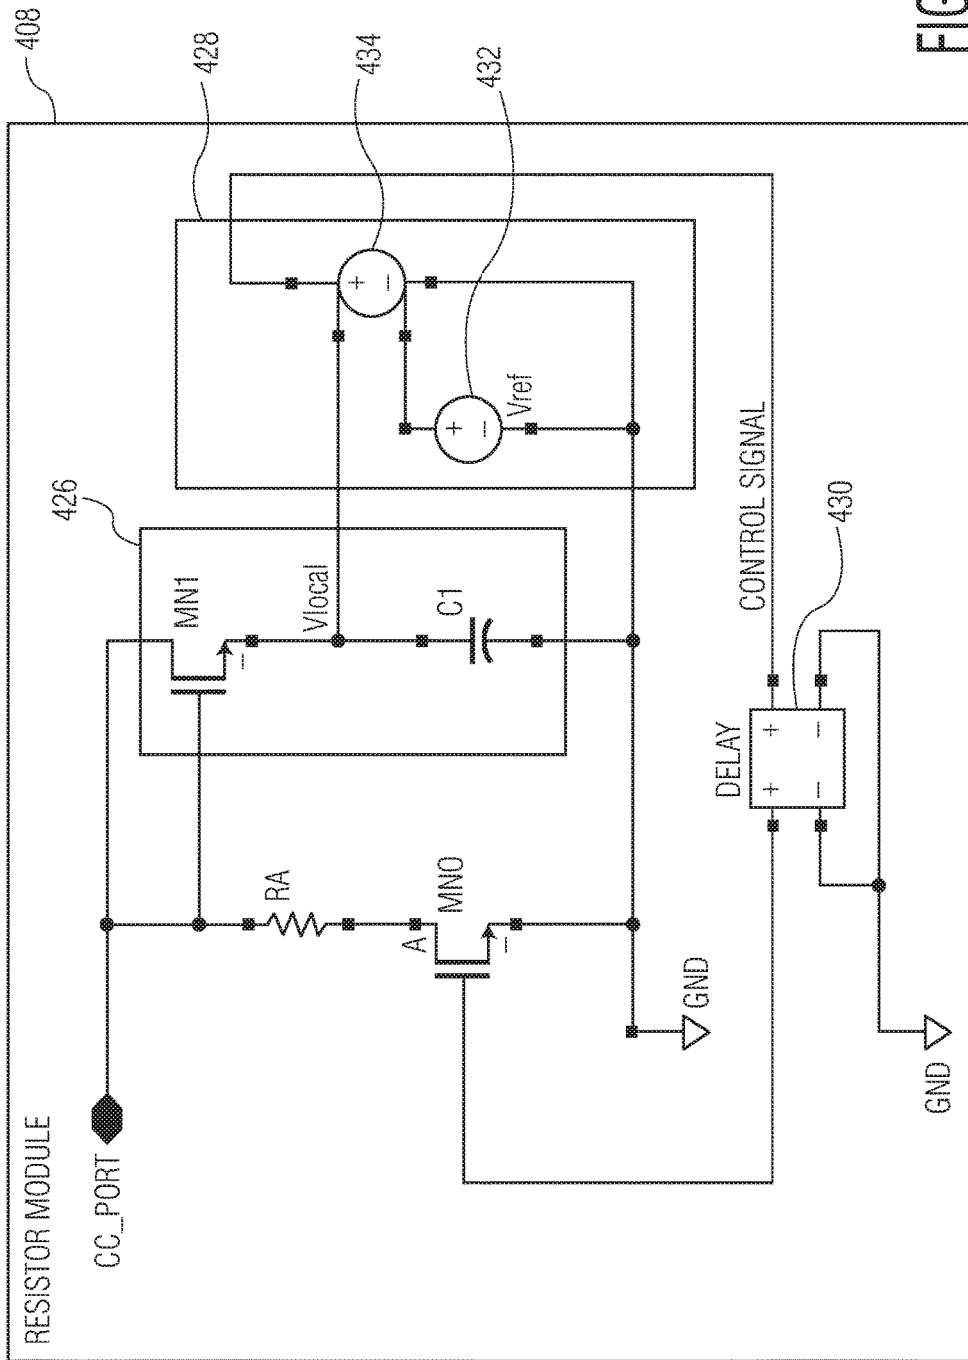 RESISTOR MODULE
408
CC_PORT
426
428
434
432
MN1
Vlocal
C1
Vref
RA
A
MN0
GND
DELAY
+ +
− −
CONTROL SIGNAL
430
GND
+
−
+
−
FIG